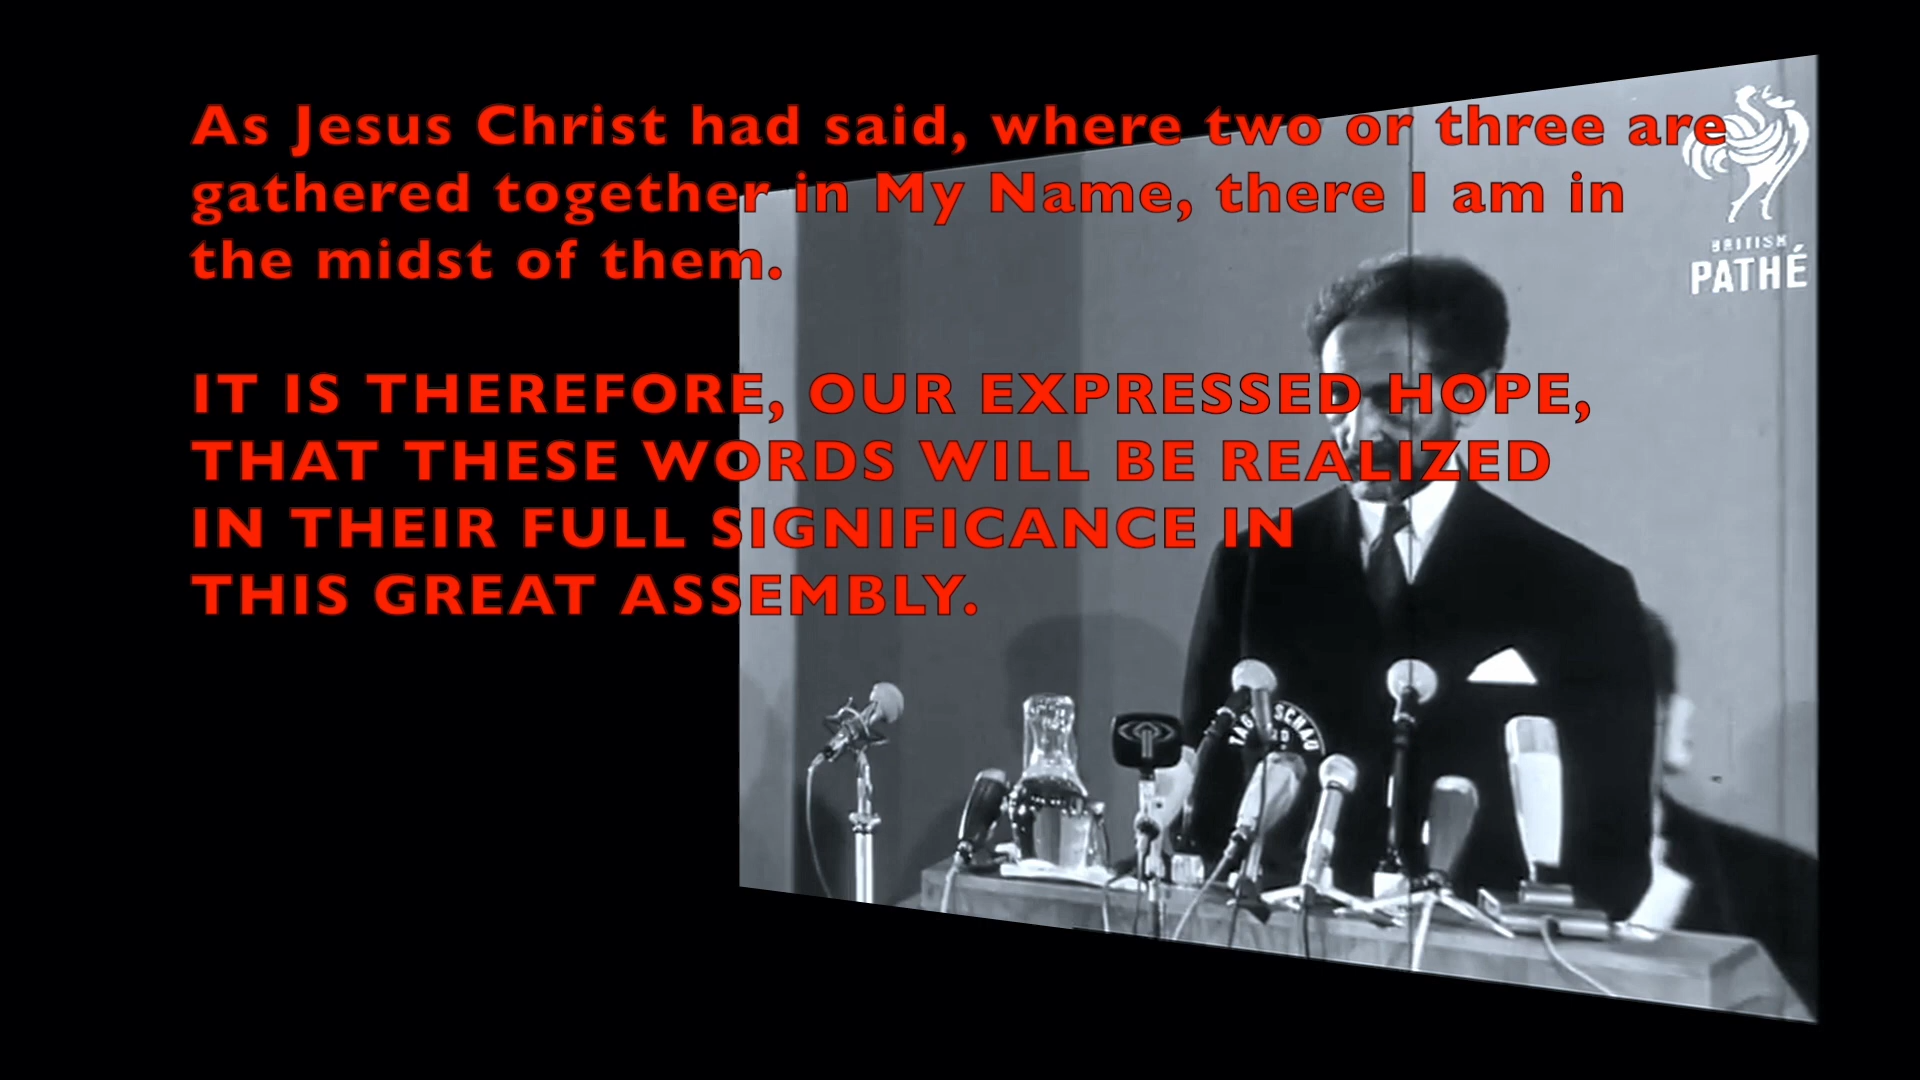 As Jesus Christ had said, where two or three are
gathered together in My Name, there I am in
the midst of them.
IT IS THEREFORE, OUR EXPRESSED HOPE,
THAT THESE WORDS WILL BE REALIZED
IN THEIR FULL SIGNIFICANCE IN
THIS GREAT ASSEMBLY.
BRITISH
PATHÉ